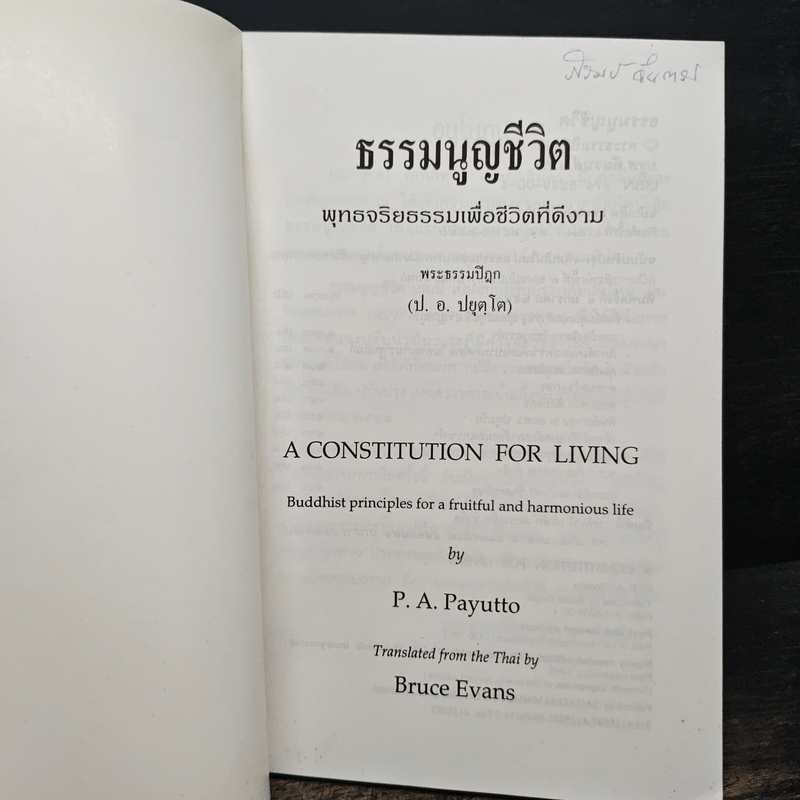 ธรรมนูญชีวิต
พุทธจริยธรรมเพื่อชีวิตที่ดีงาม
พระธรรมปิฎก
(ป. อ. ปยุตฺโต)
A CONSTITUTION FOR LIVING
Buddhist principles for a fruitful and harmonious life
by
P. A. Payutto
Translated from the Thai by
Bruce Evans